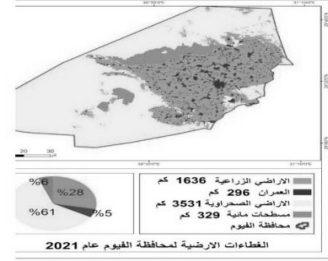 20 30
الاراضي الزراعية 1636 كم
العمران 296 كم
الاراضي الصحراوية 3531 كم
مسطحات مائية 329 كم
محافظة الفيوم
%6
%28
%61
%5
الغطاءات الارضية لمحافظة الفيوم عام 2021